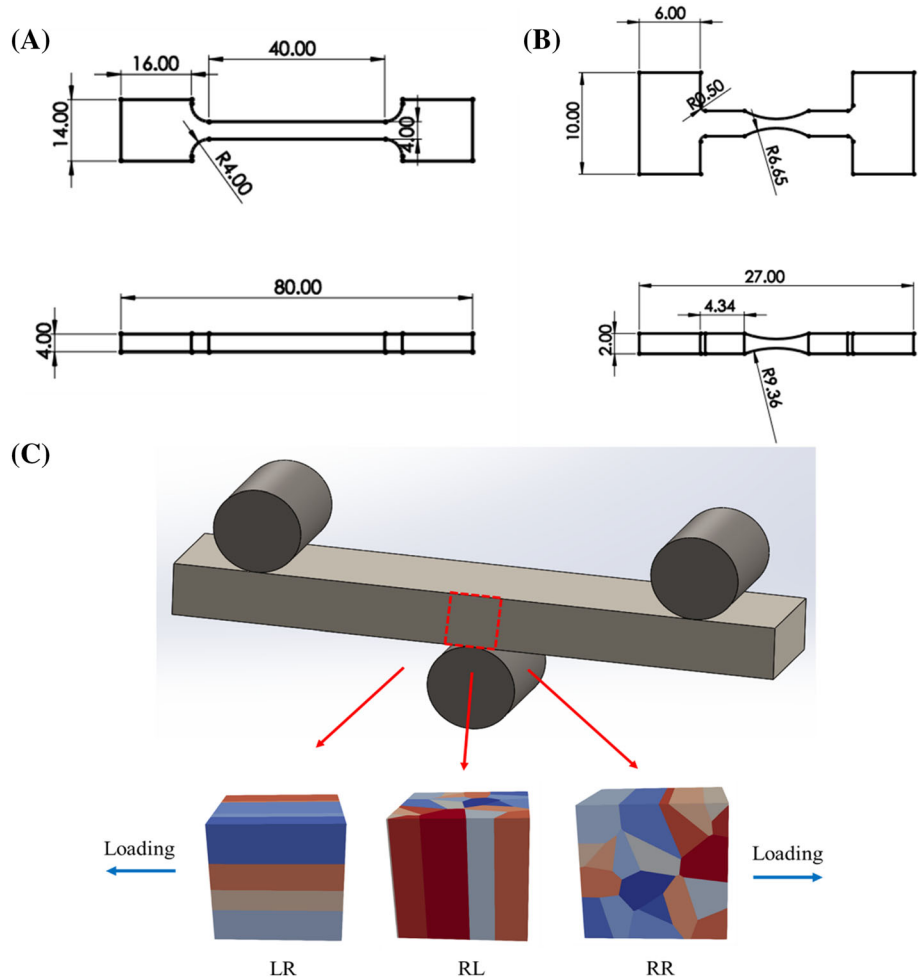 (A)
40.00
16.00
14.00
4.00
R4.00
80.00
4.00
(B)
6.00
R0.50
10.00
R6.65
27.00
4.34
2.00
R9.36
(C)
Loading
Loading
LR
RL
RR